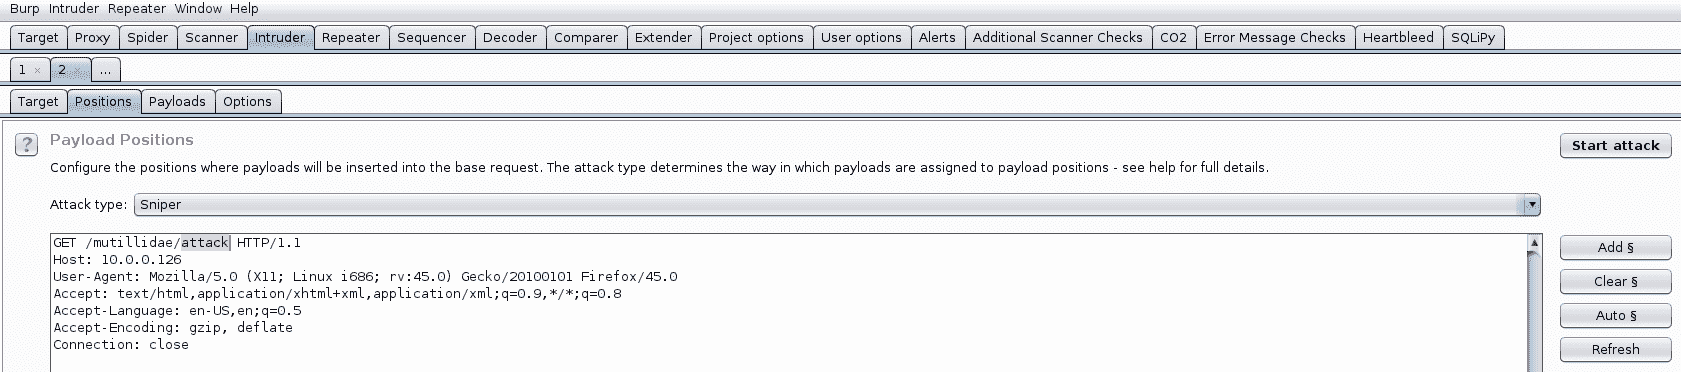 Burp Intruder Repeater Window Help
Target Proxy Spider Scanner Intruder Repeater Sequencer Decoder Comparer Extender Project options User options Alerts Additional Scanner Checks CO2 Error Message Checks Heartbleed SQLiPy
1 × 2 × ...
Target Positions Payloads Options
? Payload Positions
Start attack
Configure the positions where payloads will be inserted into the base request. The attack type determines the way in which payloads are assigned to payload positions - see help for full details.
Attack type: Sniper
GET /mutillidae/attack HTTP/1.1
Host: 10.0.0.126
User-Agent: Mozilla/5.0 (X11; Linux i686; rv:45.0) Gecko/20100101 Firefox/45.0
Accept: text/html,application/xhtml+xml,application/xml;q=0.9,*/*;q=0.8
Accept-Language: en-US,en;q=0.5
Accept-Encoding: gzip, deflate
Connection: close
Add §
Clear §
Auto §
Refresh